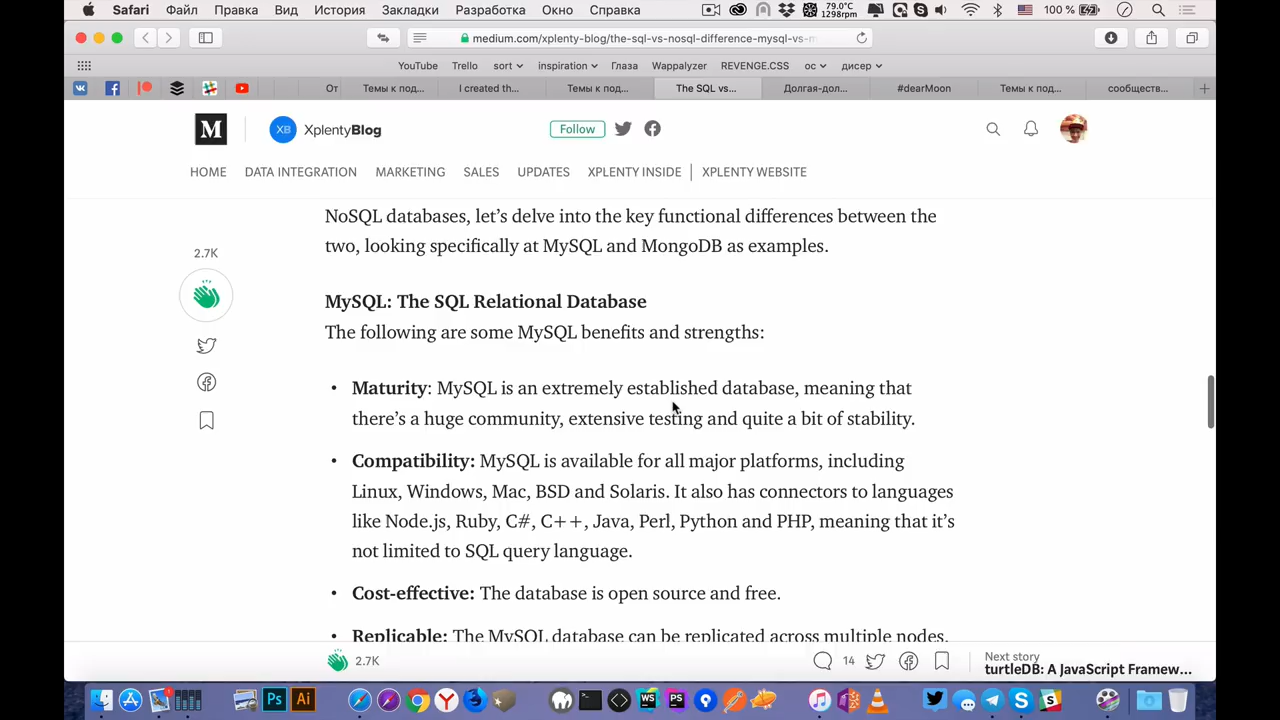 Safari Файл Правка Вид История Закладки Разработка Окно Справка 79.0°C 1298rpm 100 %
medium.com/xplenty-blog/the-sql-vs-nosql-difference-mysql-vs-m
YouTube Trello sort inspiration Глаза Wappalyzer REVENGE.CSS ос дисер
От Темы к под... I created th... Темы к под... The SQL vs... Долгая-дол... #dearMoon Темы к под... сообществ...
M XB XplentyBlog Follow
HOME DATA INTEGRATION MARKETING SALES UPDATES XPLENTY INSIDE XPLENTY WEBSITE
NoSQL databases, let’s delve into the key functional differences between the
two, looking specifically at MySQL and MongoDB as examples.
2.7K
MySQL: The SQL Relational Database
The following are some MySQL benefits and strengths:
• Maturity: MySQL is an extremely established database, meaning that
there’s a huge community, extensive testing and quite a bit of stability.
• Compatibility: MySQL is available for all major platforms, including
Linux, Windows, Mac, BSD and Solaris. It also has connectors to languages
like Node.js, Ruby, C#, C++, Java, Perl, Python and PHP, meaning that it’s
not limited to SQL query language.
• Cost-effective: The database is open source and free.
• Replicable: The MySQL database can be replicated across multiple nodes,
2.7K 14
Next story
turtleDB: A JavaScript Framew...
Ps Ai WS PS